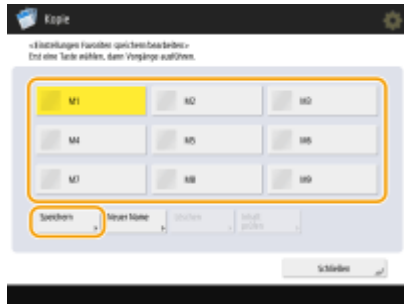 Kopie
<Einstellungen Favoriten speichern/bearbeiten>
Erst eine Taste wählen, dann Vorgänge ausführen.
M1 M2 M3
M4 M5 M6
M7 M8 M9
Speichern Neuer Name Löschen Inhalt prüfen
Schließen